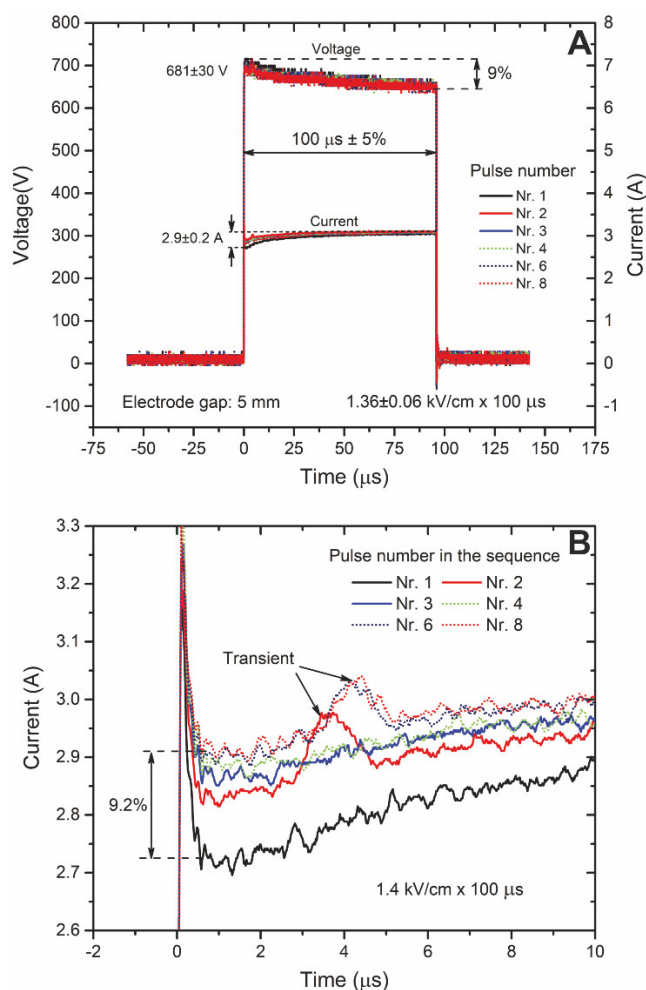 A
800
700
600
500
400
300
200
100
0
-100
8
7
6
5
4
3
2
1
0
-1
Voltage(V)
Current (A)
Voltage
681±30 V
9%
100 µs ± 5%
Pulse number
Nr. 1
Nr. 2
Nr. 3
Nr. 4
Nr. 6
Nr. 8
Current
2.9±0.2 A
Electrode gap: 5 mm 1.36±0.06 kV/cm x 100 µs
-75 -50 -25 0 25 50 75 100 125 150 175
Time (µs)
B
3.3
3.2
3.1
3.0
2.9
2.8
2.7
2.6
Current (A)
Pulse number in the sequence
Nr. 1 Nr. 2
Nr. 3 Nr. 4
Nr. 6 Nr. 8
Transient
9.2%
1.4 kV/cm x 100 µs
-2 0 2 4 6 8 10
Time (µs)